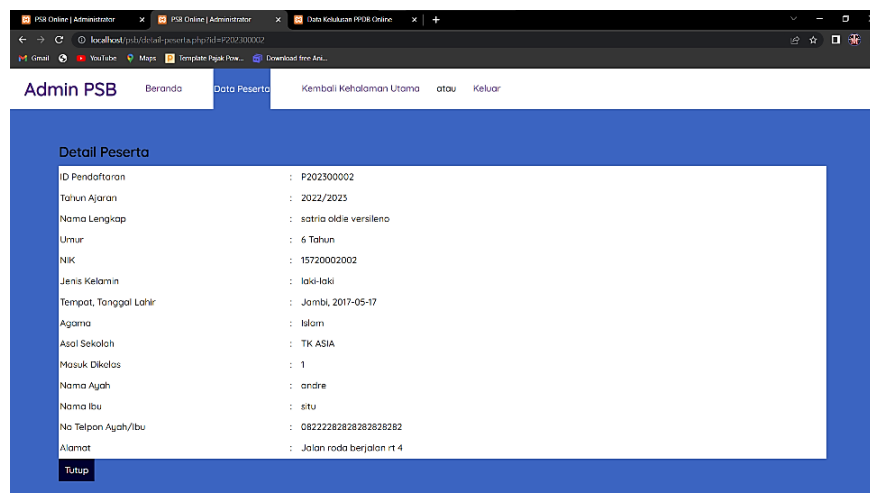 PSB Online | Administrator
PSB Online | Administrator
Data Kelulusan PPDB Online
localhost/psb/detail-peserta.php?id=P202300002
Gmail
YouTube
Maps
Template Pajak Pow...
Download free Ani...
Admin PSB
Beranda
Data Peserta
Kembali Kehalaman Utama
atau
Keluar
Detail Peserta
ID Pendaftaran : P202300002
Tahun Ajaran : 2022/2023
Nama Lengkap : satria oldie versileno
Umur : 6 Tahun
NIK : 15720002002
Jenis Kelamin : laki-laki
Tempat, Tanggal Lahir : Jambi, 2017-05-17
Agama : Islam
Asal Sekolah : TK ASIA
Masuk Dikelas : 1
Nama Ayah : andre
Nama Ibu : situ
No Telpon Ayah/Ibu : 08222282828282828282
Alamat : Jalan roda berjalan rt 4
Tutup